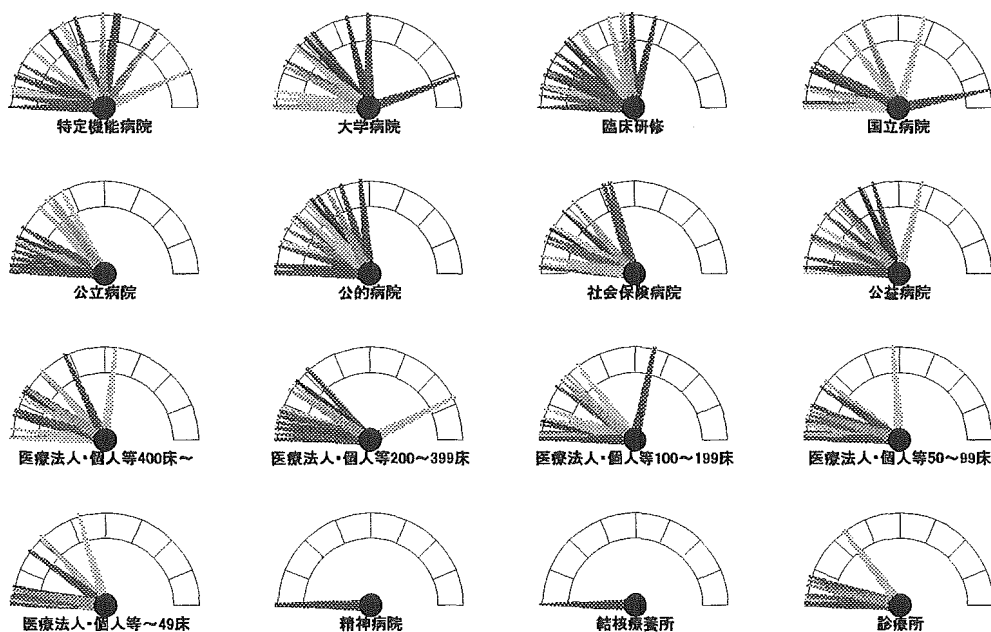 特定機能病院
大学病院
臨床研修
国立病院
公立病院
公的病院
社会保険病院
公益病院
医療法人・個人等400床～
医療法人・個人等200～399床
医療法人・個人等100～199床
医療法人・個人等50～99床
医療法人・個人等～49床
精神病院
結核療養所
診療所